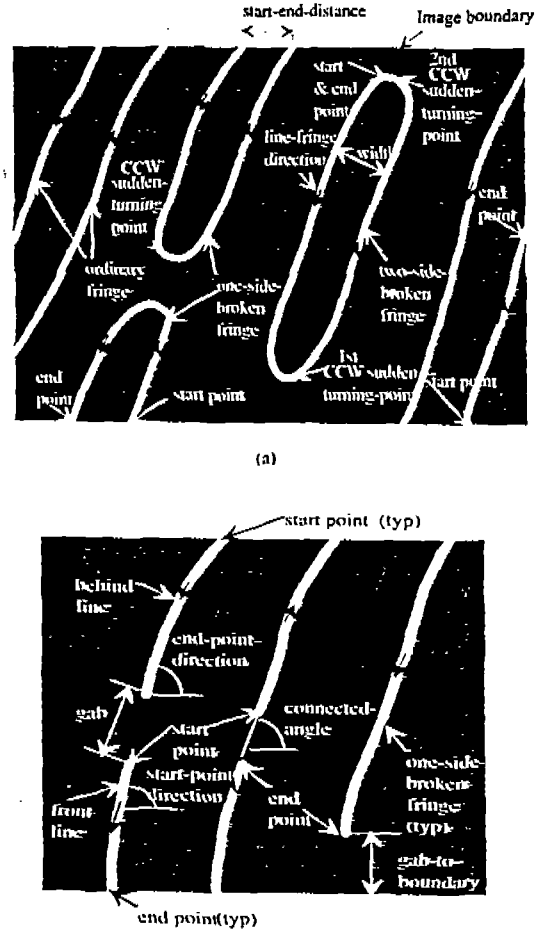 start-end-distance
Image boundary
start
& end
point
2nd
CCW
sudden-
turning-
point
line-fringe
direction
width
CCW
sudden-
turning
point
end
point
ordinary
fringe
one-side-
broken
fringe
two-side-
broken
fringe
1st
CCW sudden
turning-point
end
point
start point
start point
(a)
start point (typ)
behind
line
end-point-
direction
gab
start
point
connected-
angle
start-point
direction
front
line
end
point
one-side-
broken
fringe
(typ)
gab-to-
boundary
end point(typ)